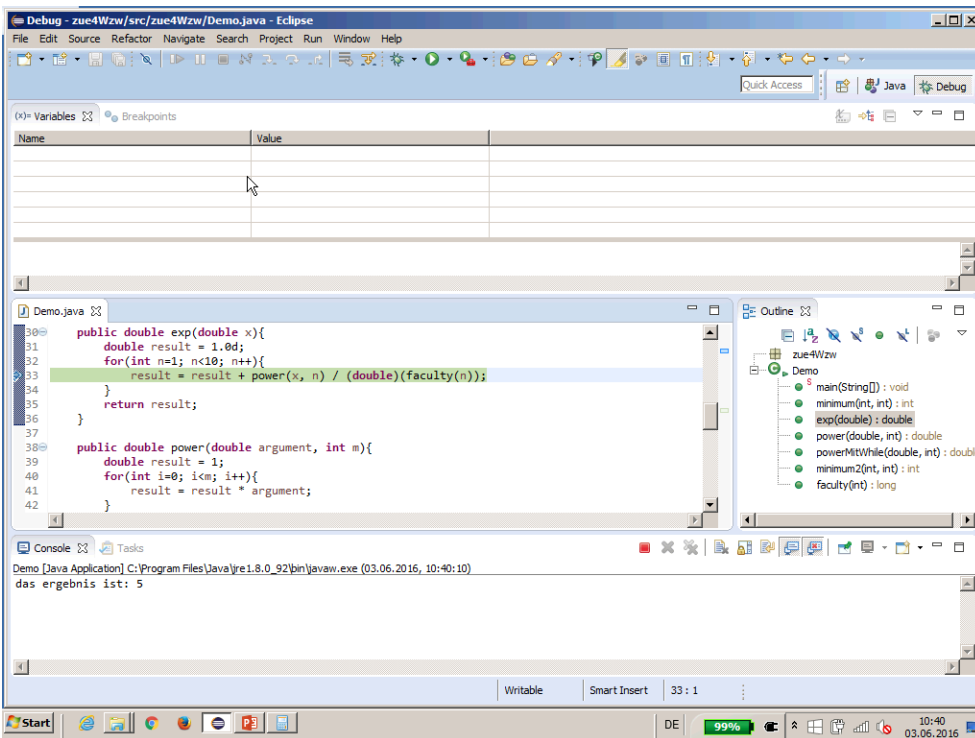 Debug - zue4Wzw/src/zue4Wzw/Demo.java - Eclipse
File Edit Source Refactor Navigate Search Project Run Window Help
Quick Access Java Debug
(x)= Variables Breakpoints
Name Value
Demo.java
30 public double exp(double x){
31 double result = 1.0d;
32 for(int n=1; n<10; n++){
33 result = result + power(x, n) / (double)(faculty(n));
34 }
35 return result;
36 }
37
38 public double power(double argument, int m){
39 double result = 1;
40 for(int i=0; i<m; i++){
41 result = result * argument;
42 }
Outline
zue4Wzw
Demo
main(String[]) : void
minimum(int, int) : int
exp(double) : double
power(double, int) : double
powerMitWhile(double, int) : doubl
minimum2(int, int) : int
faculty(int) : long
Console Tasks
Demo [Java Application] C:\Program Files\Java\jre1.8.0_92\bin\javaw.exe (03.06.2016, 10:40:10)
das ergebnis ist: 5
Writable Smart Insert 33 : 1
Start DE 99% 10:40
03.06.2016